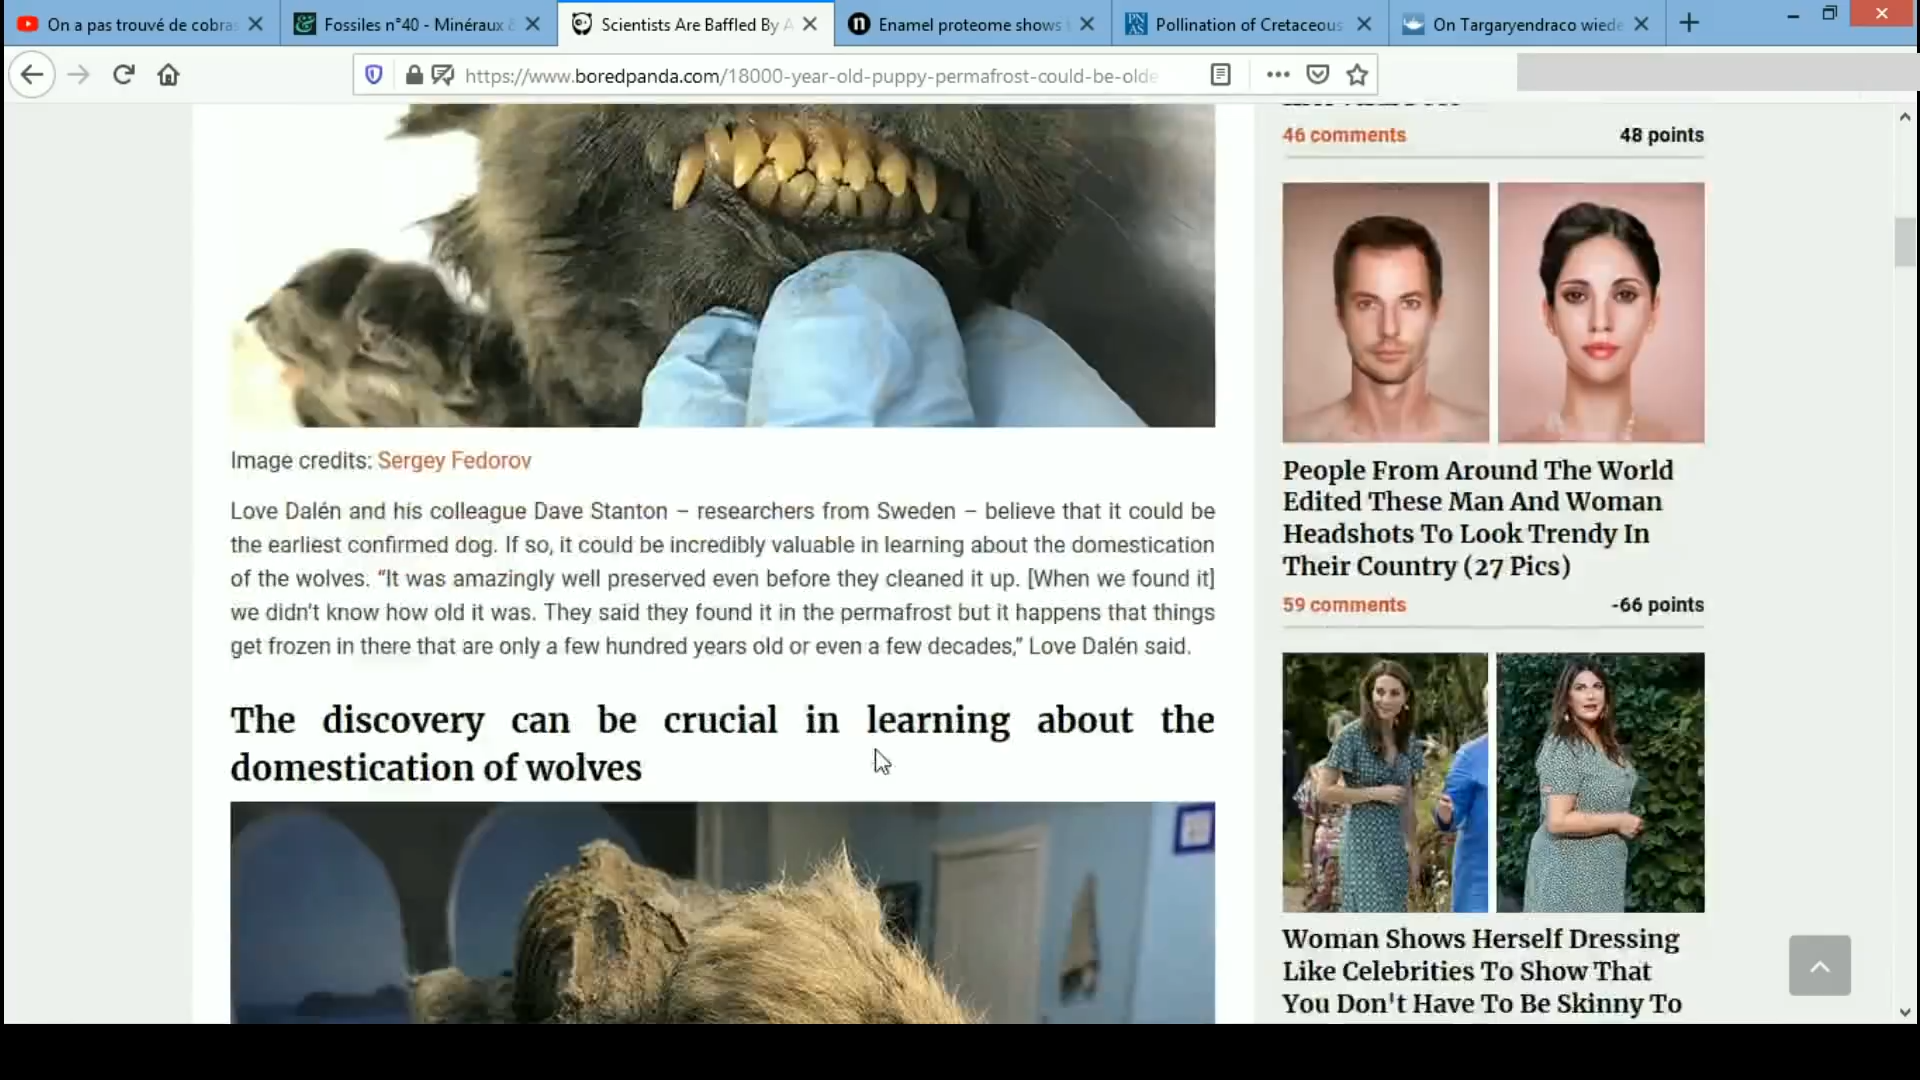 On a pas trouvé de cobras
Fossiles n°40 - Minéraux &
Scientists Are Baffled By A
Enamel proteome shows
Pollination of Cretaceous
On Targaryendraco wiede
https://www.boredpanda.com/18000-year-old-puppy-permafrost-could-be-olde
Image credits: Sergey Fedorov
Love Dalén and his colleague Dave Stanton – researchers from Sweden – believe that it could be
the earliest confirmed dog. If so, it could be incredibly valuable in learning about the domestication
of the wolves. “It was amazingly well preserved even before they cleaned it up. [When we found it]
we didn't know how old it was. They said they found it in the permafrost but it happens that things
get frozen in there that are only a few hundred years old or even a few decades,” Love Dalén said.
The discovery can be crucial in learning about the
domestication of wolves
46 comments 48 points
People From Around The World
Edited These Man And Woman
Headshots To Look Trendy In
Their Country (27 Pics)
59 comments -66 points
Woman Shows Herself Dressing
Like Celebrities To Show That
You Don't Have To Be Skinny To